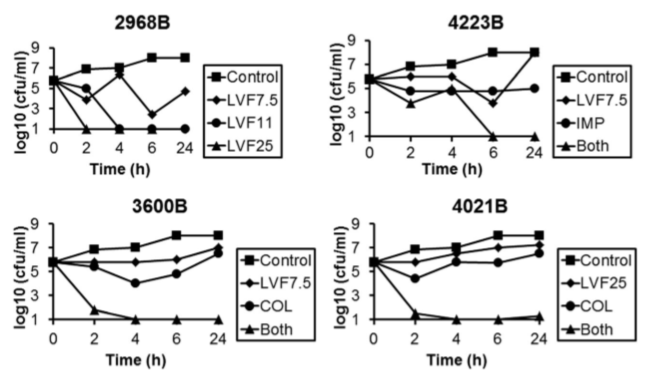 2968B
9
7
5
3
1
log10 (cfu/ml)
0 2 4 6 24
Time (h)
Control
LVF7.5
LVF11
LVF25
4223B
9
7
5
3
1
log10 (cfu/ml)
0 2 4 6 24
Time (h)
Control
LVF7.5
IMP
Both
3600B
9
7
5
3
1
log10 (cfu/ml)
0 2 4 6 24
Time (h)
Control
LVF7.5
COL
Both
4021B
9
7
5
3
1
log10 (cfu/ml)
0 2 4 6 24
Time (h)
Control
LVF25
COL
Both